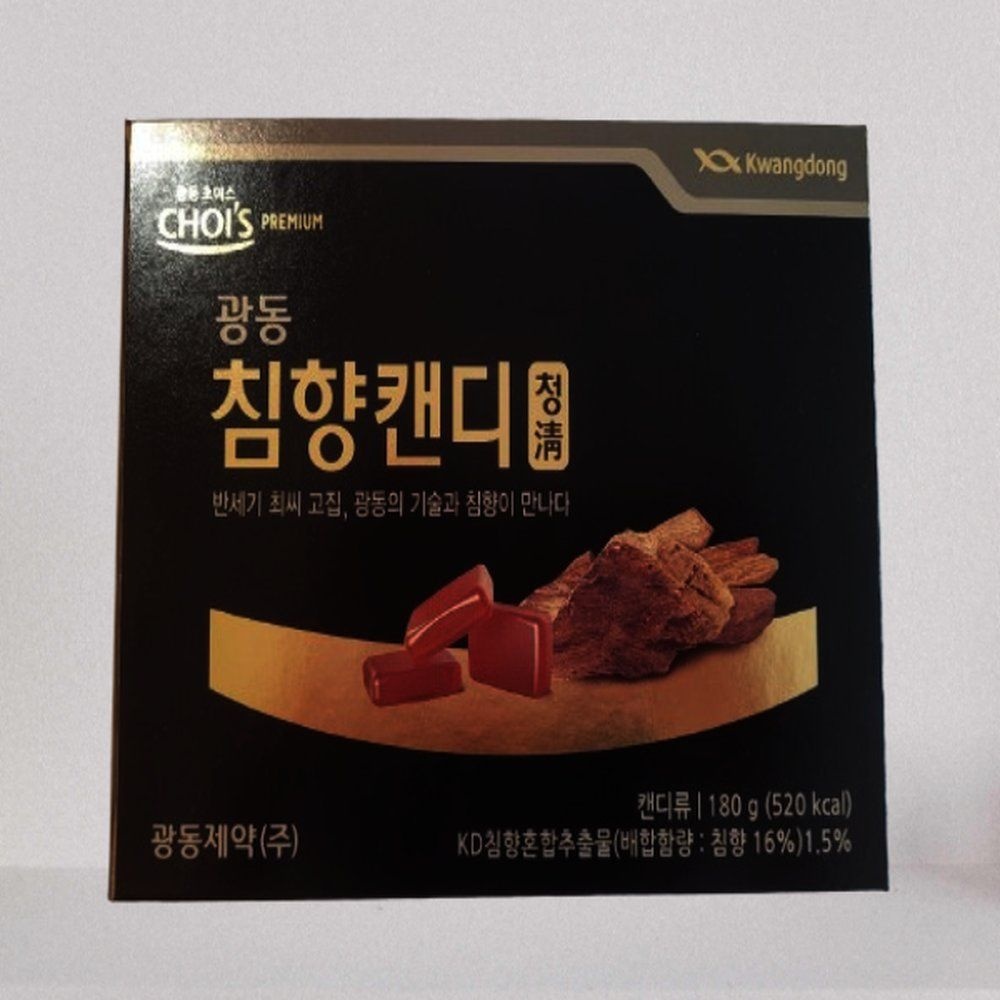 Kwangdong
광동 초이스
CHOI'S PREMIUM
광동
침향캔디 청淸
반세기 최씨 고집, 광동의 기술과 침향이 만나다
캔디류 | 180 g (520 kcal)
광동제약(주)
KD침향혼합추출물(배합함량 : 침향 16%)1.5%